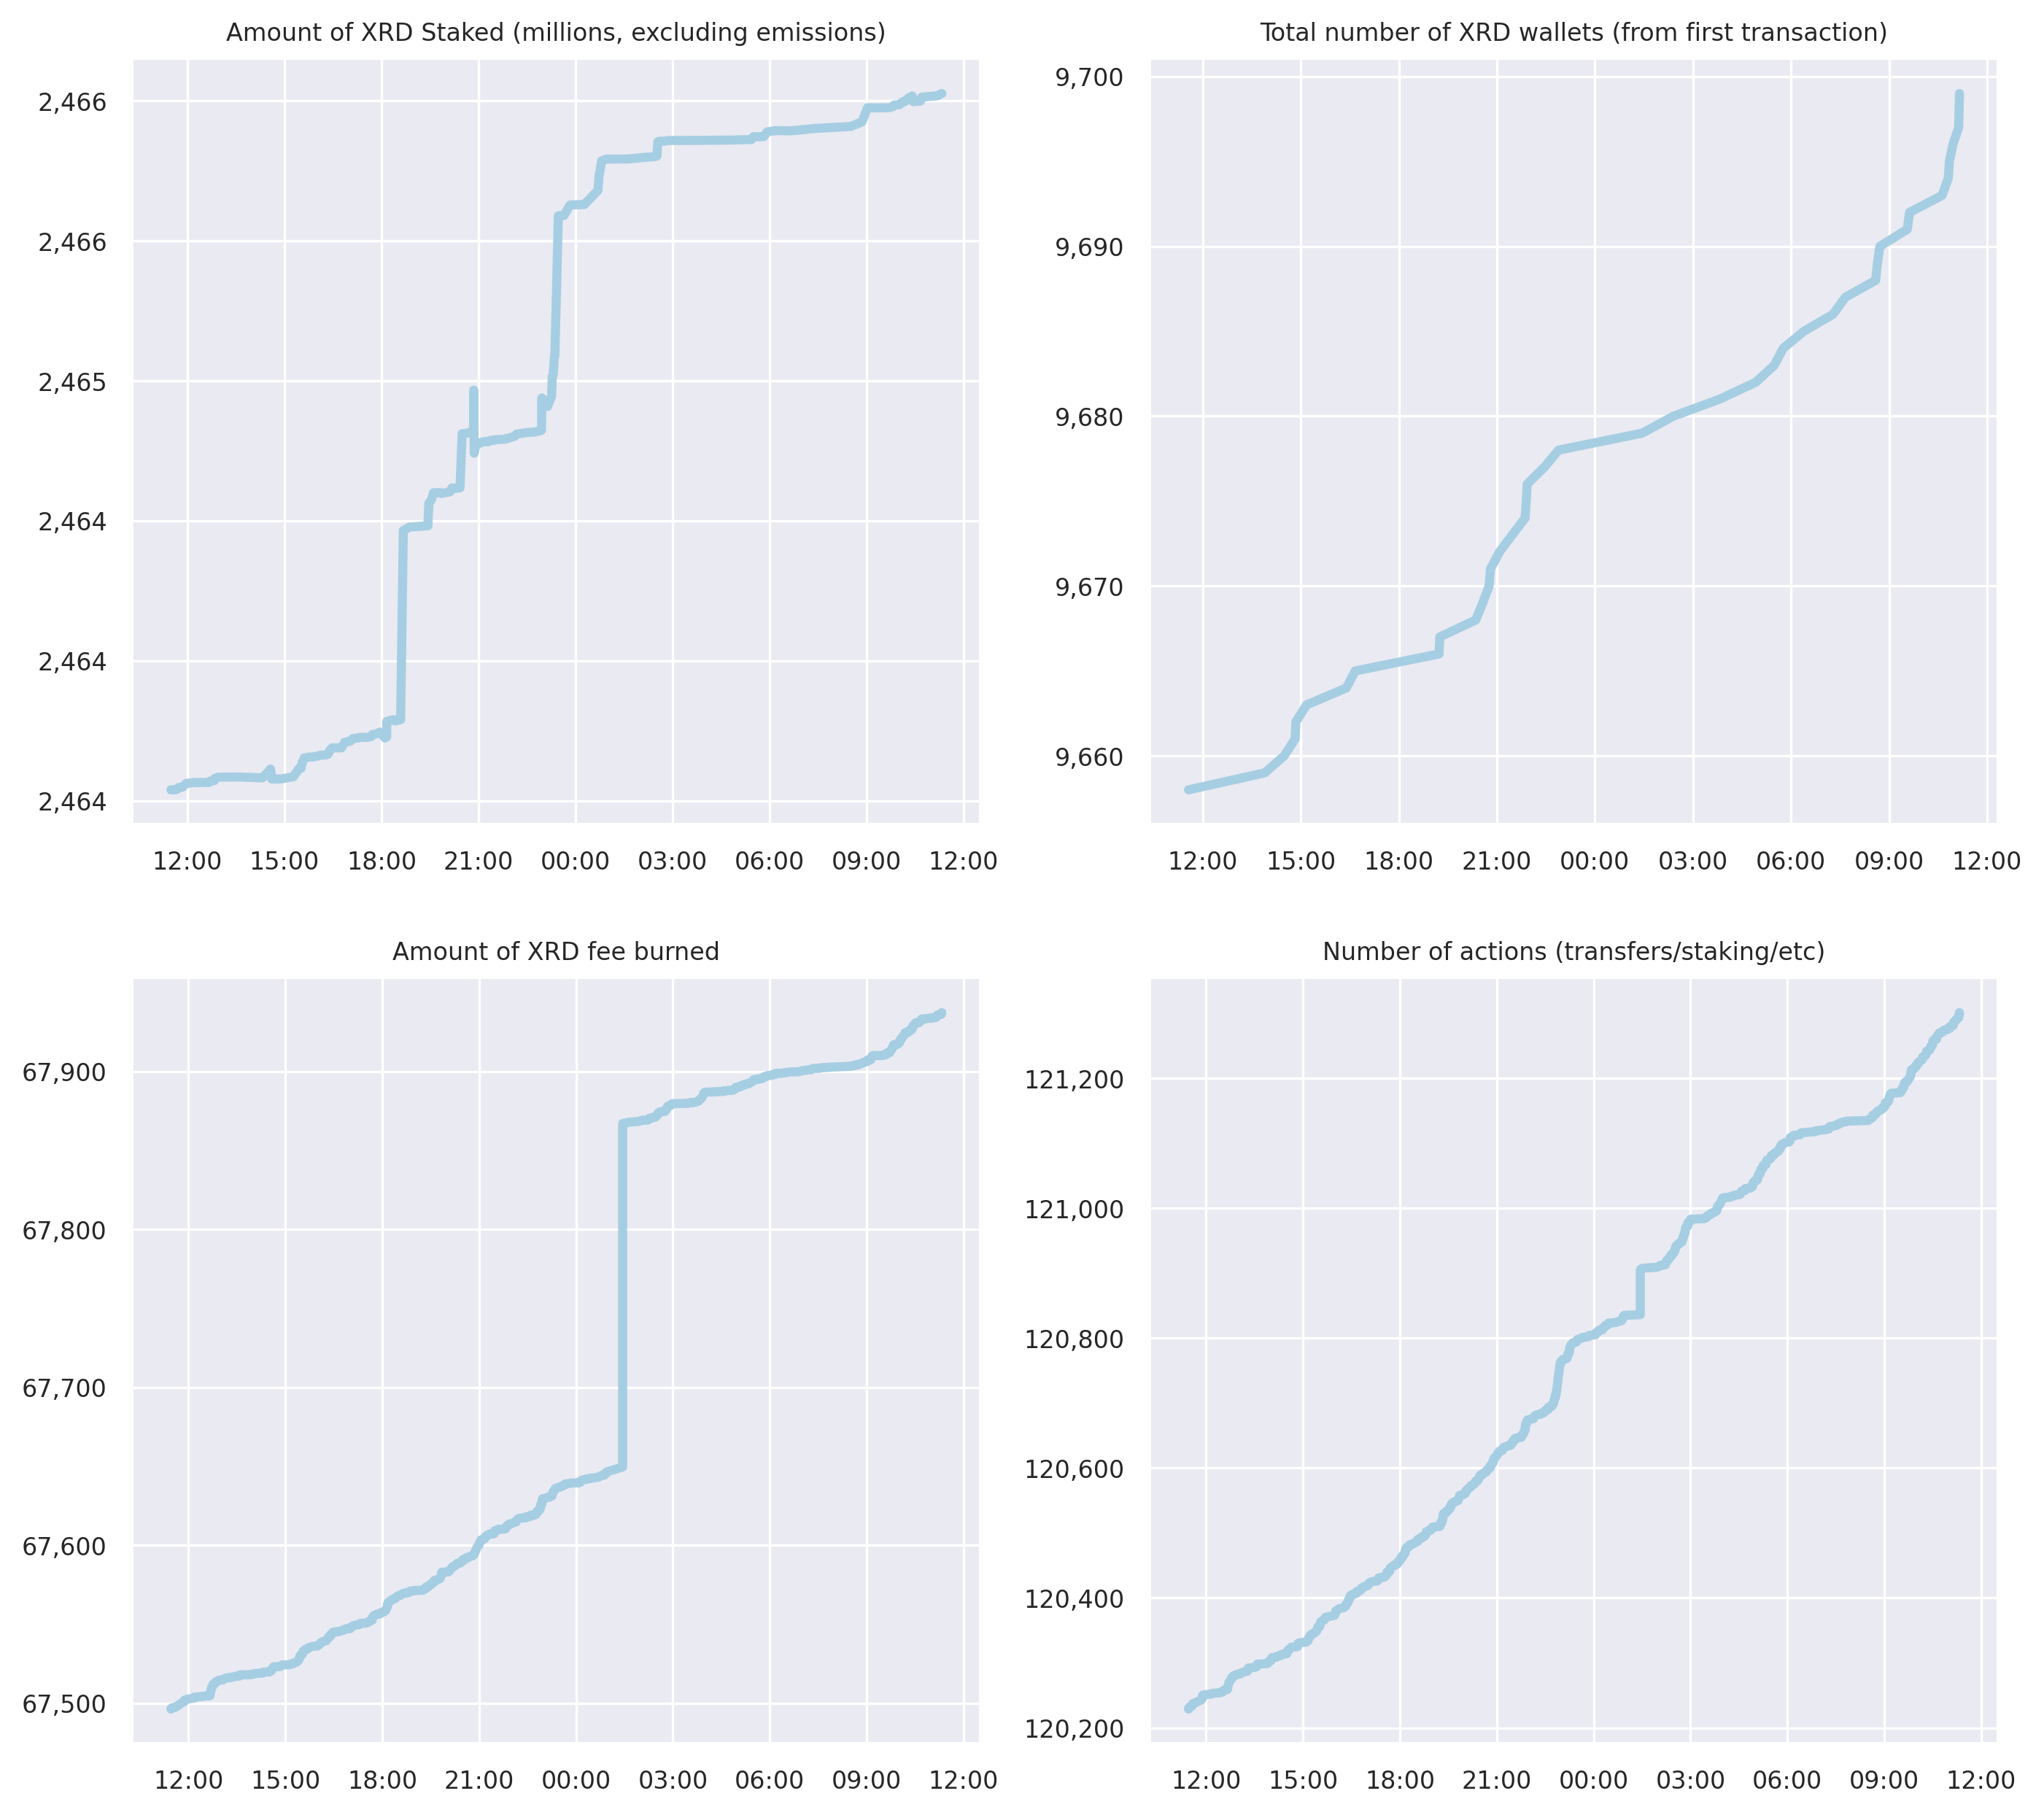 Amount of XRD Staked (millions, excluding emissions)
2,466
2,466
2,465
2,464
2,464
2,464
12:00 15:00 18:00 21:00 00:00 03:00 06:00 09:00 12:00
Total number of XRD wallets (from first transaction)
9,700
9,690
9,680
9,670
9,660
12:00 15:00 18:00 21:00 00:00 03:00 06:00 09:00 12:00
Amount of XRD fee burned
67,900
67,800
67,700
67,600
67,500
12:00 15:00 18:00 21:00 00:00 03:00 06:00 09:00 12:00
Number of actions (transfers/staking/etc)
121,200
121,000
120,800
120,600
120,400
120,200
12:00 15:00 18:00 21:00 00:00 03:00 06:00 09:00 12:00